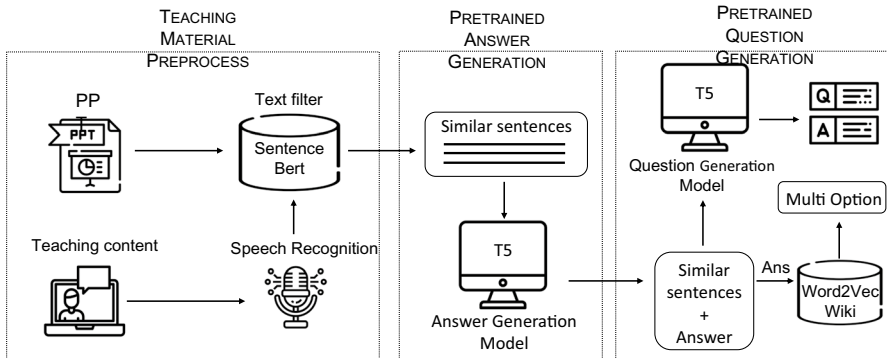 TEACHING
MATERIAL
PREPROCESS
PP
PPT
Text filter
Sentence
Bert
Teaching content
Speech Recognition
PRETRAINED
ANSWER
GENERATION
Similar sentences
T5
Answer Generation
Model
PRETRAINED
QUESTION
GENERATION
T5
Question Generation
Model
Q
A
Multi Option
Similar
sentences
+
Answer
Ans
Word2Vec
Wiki